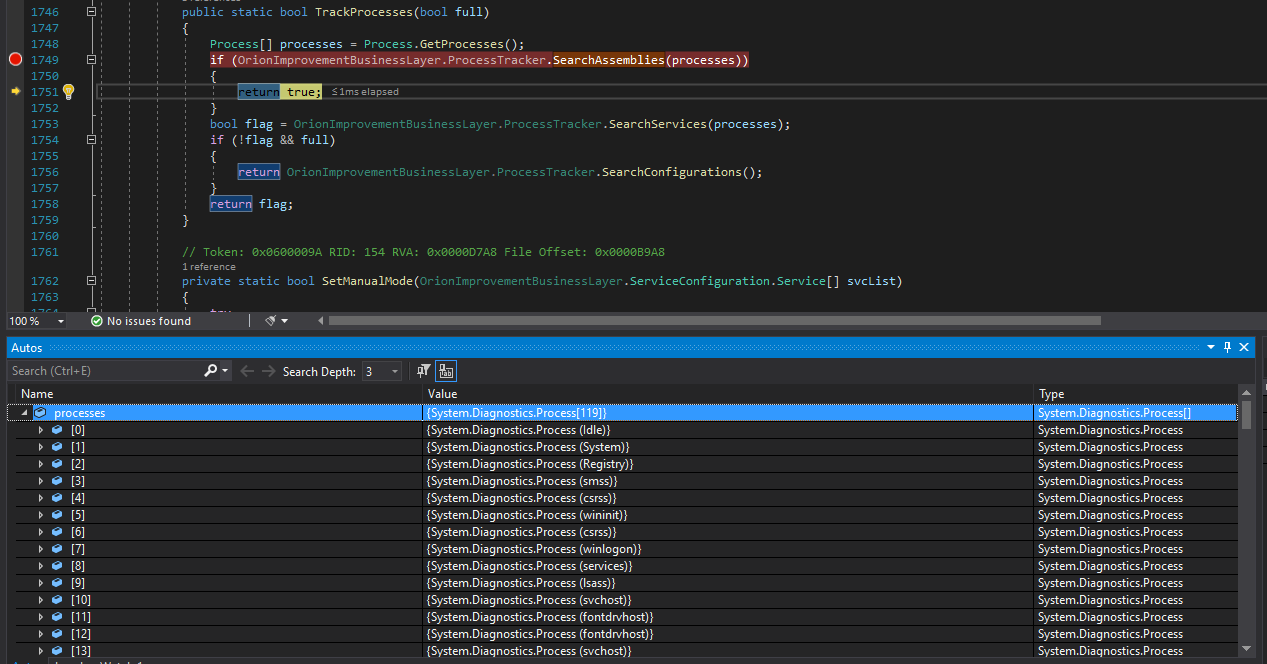 1746 public static bool TrackProcesses(bool full)
1747 {
1748 Process[] processes = Process.GetProcesses();
1749 if (OrionImprovementBusinessLayer.ProcessTracker.SearchAssemblies(processes))
1750 {
1751 return true; ≤1ms elapsed
1752 }
1753 bool flag = OrionImprovementBusinessLayer.ProcessTracker.SearchServices(processes);
1754 if (!flag && full)
1755 {
1756 return OrionImprovementBusinessLayer.ProcessTracker.SearchConfigurations();
1757 }
1758 return flag;
1759 }
1760
1761 // Token: 0x0600009A RID: 154 RVA: 0x0000D7A8 File Offset: 0x0000B9A8
1 reference
1762 private static bool SetManualMode(OrionImprovementBusinessLayer.ServiceConfiguration.Service[] svcList)
1763 {
100 % No issues found
Autos
Search (Ctrl+E) Search Depth: 3
Name Value Type
processes {System.Diagnostics.Process[119]} System.Diagnostics.Process[]
[0] {System.Diagnostics.Process (Idle)} System.Diagnostics.Process
[1] {System.Diagnostics.Process (System)} System.Diagnostics.Process
[2] {System.Diagnostics.Process (Registry)} System.Diagnostics.Process
[3] {System.Diagnostics.Process (smss)} System.Diagnostics.Process
[4] {System.Diagnostics.Process (csrss)} System.Diagnostics.Process
[5] {System.Diagnostics.Process (wininit)} System.Diagnostics.Process
[6] {System.Diagnostics.Process (csrss)} System.Diagnostics.Process
[7] {System.Diagnostics.Process (winlogon)} System.Diagnostics.Process
[8] {System.Diagnostics.Process (services)} System.Diagnostics.Process
[9] {System.Diagnostics.Process (lsass)} System.Diagnostics.Process
[10] {System.Diagnostics.Process (svchost)} System.Diagnostics.Process
[11] {System.Diagnostics.Process (fontdrvhost)} System.Diagnostics.Process
[12] {System.Diagnostics.Process (fontdrvhost)} System.Diagnostics.Process
[13] {System.Diagnostics.Process (svchost)} System.Diagnostics.Process